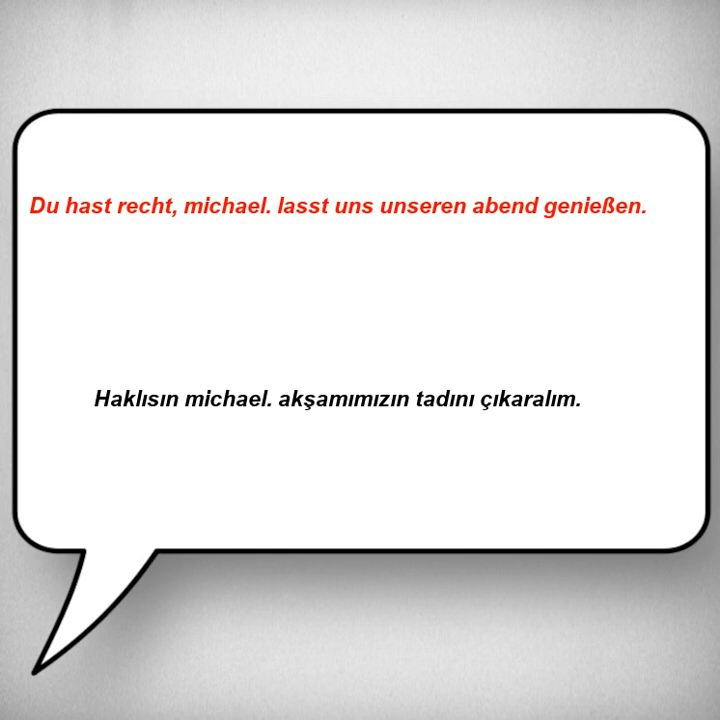 Du hast recht, michael. lasst uns unseren abend genießen.
Haklısın michael. akşamımızın tadını çıkaralım.